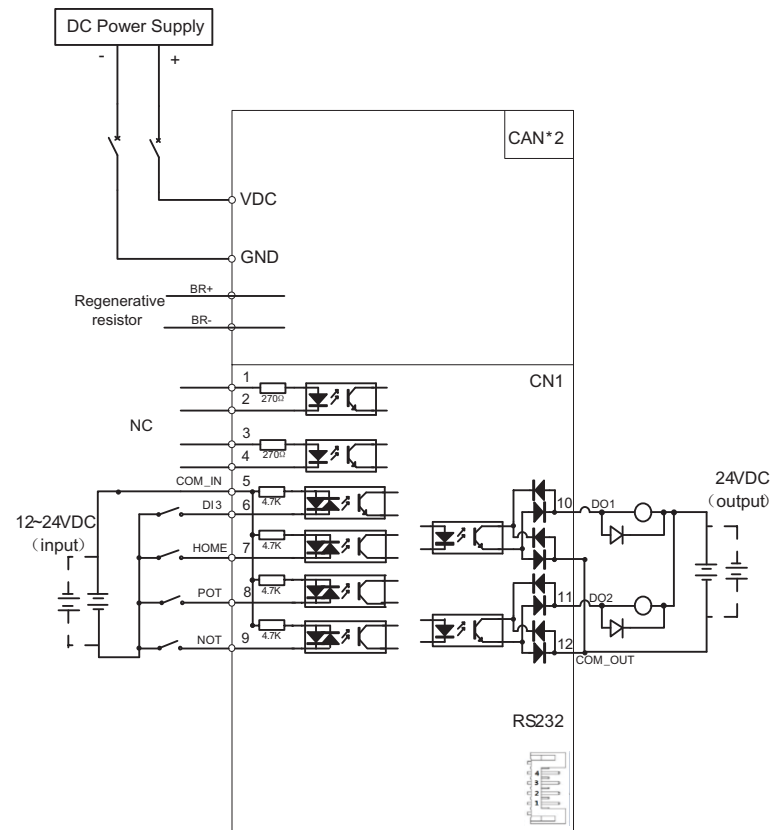 DC Power Supply
-
+
CAN*2
VDC
GND
BR+
Regenerative
resistor
BR-
CN1
1
270Ω
2
NC
3
270Ω
4
COM_IN
5
4.7K
DI3
6
4.7K
HOME
7
4.7K
POT
8
4.7K
NOT
9
12~24VDC
（input）
10
DO1
11
DO2
12
COM_OUT
24VDC
（output）
RS232
4
3
2
1